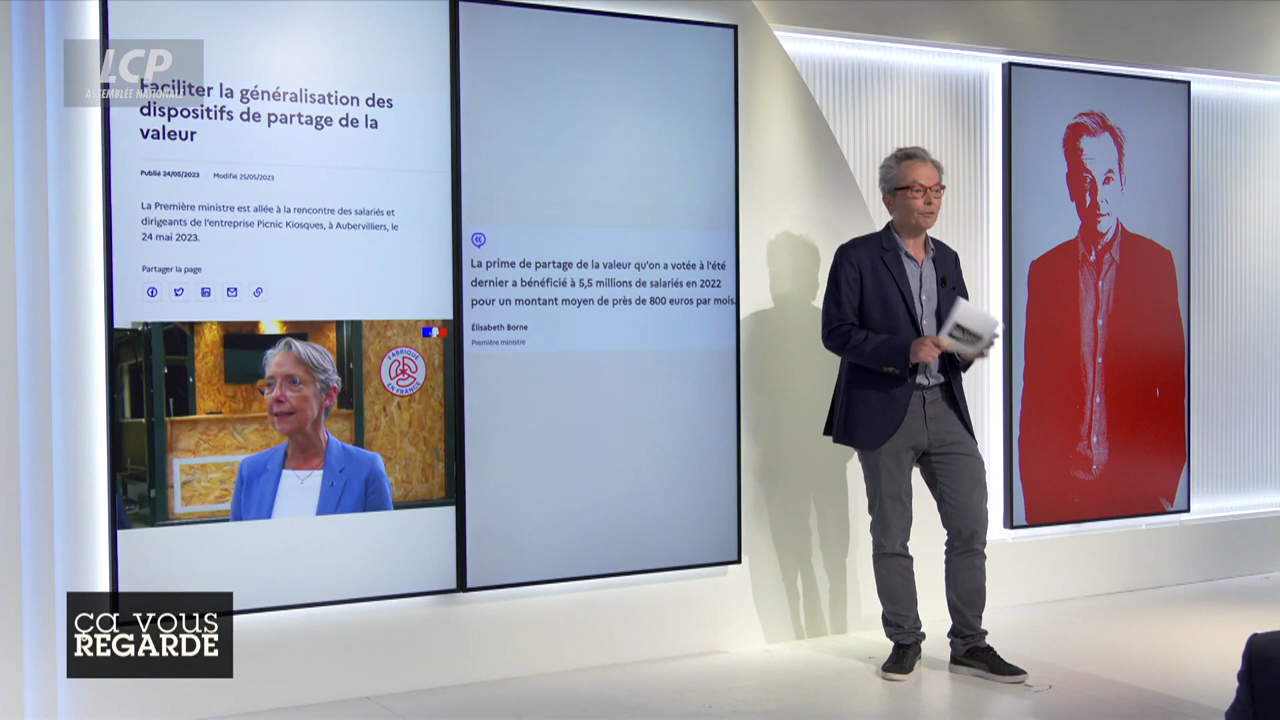 LCP
ASSEMBLÉE NATIONALE
Faciliter la généralisation des
dispositifs de partage de la
valeur
Publié 24/05/2023 Modifié 25/05/2023
La Première ministre est allée à la rencontre des salariés et
dirigeants de l'entreprise Picnic Kiosques, à Aubervilliers, le
24 mai 2023.
Partager la page
FABRIQUÉ
EN FRANCE
La prime de partage de la valeur qu'on a votée à l'été
dernier a bénéficié à 5,5 millions de salariés en 2022
pour un montant moyen de près de 800 euros par mois.
Élisabeth Borne
Première ministre
ça vous
REGARDE